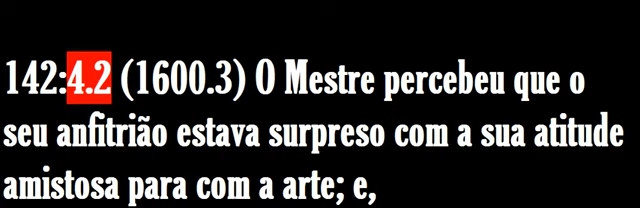 142:4.2 (1600.3) O Mestre percebeu que o
seu anfitrião estava surpreso com a sua atitude
amistosa para com a arte; e,